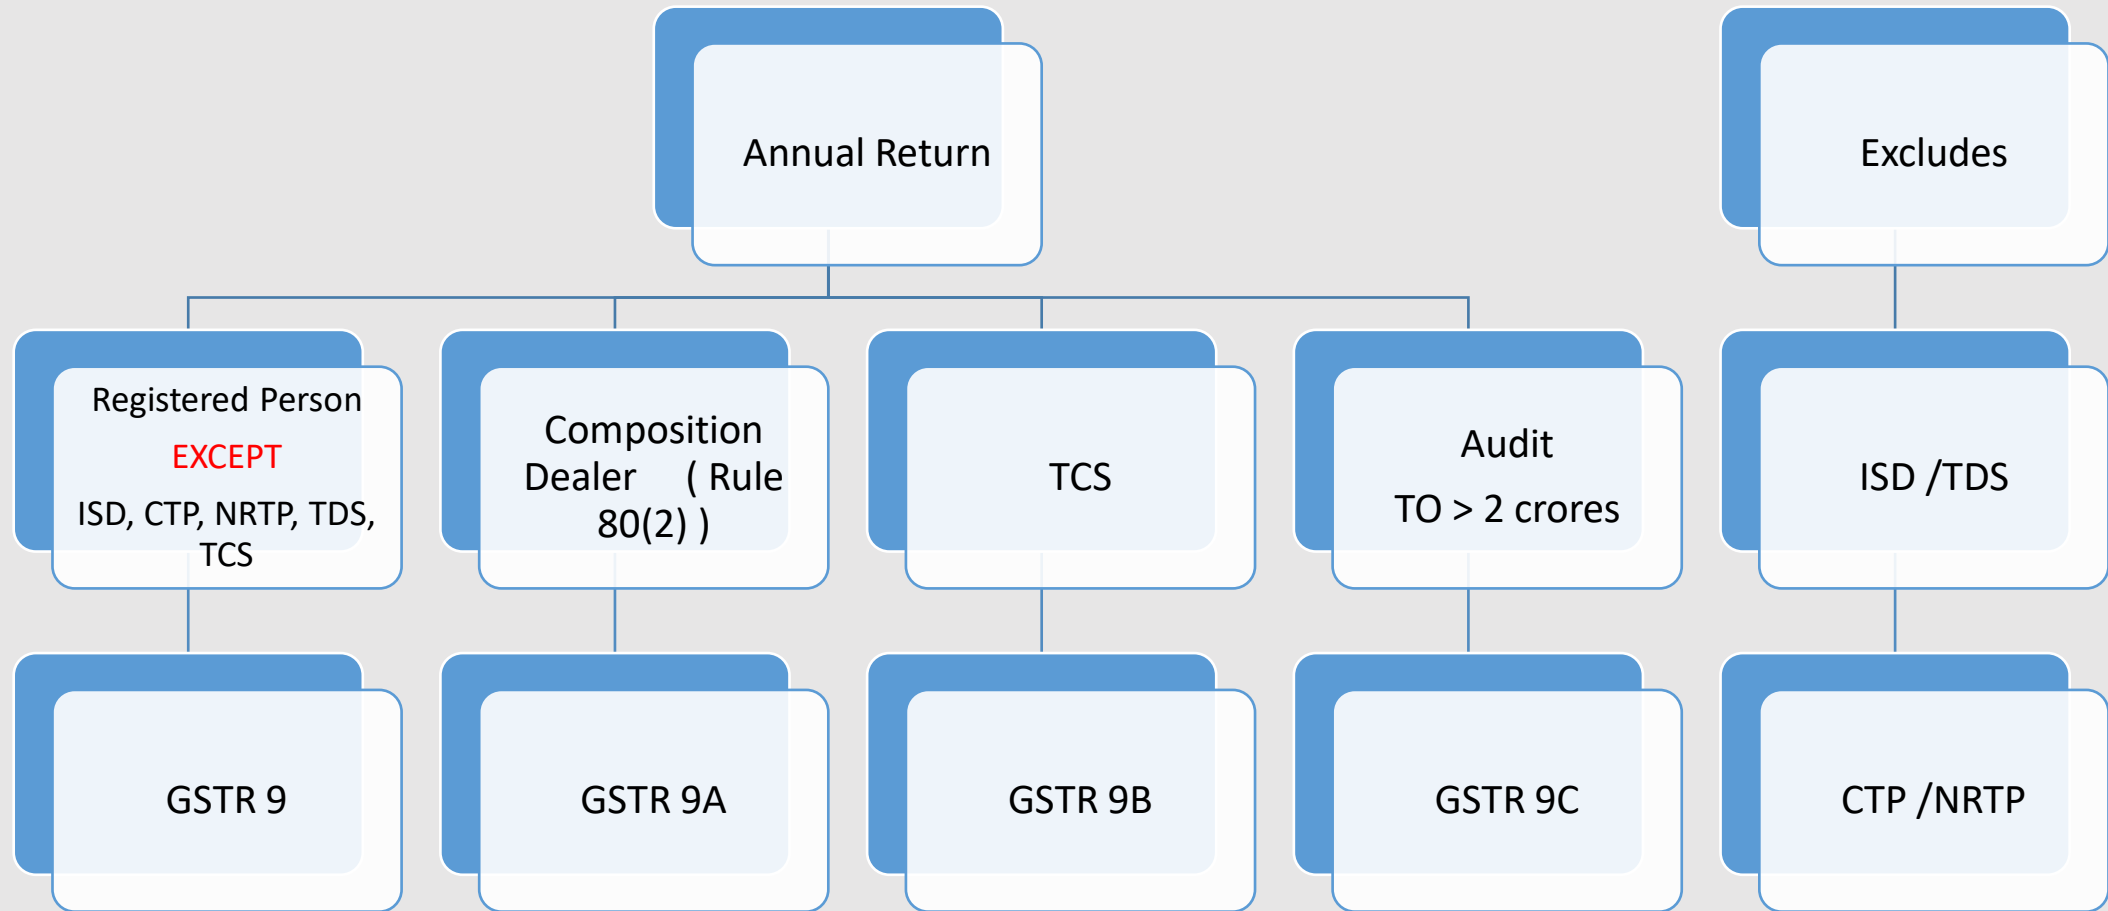 Annual Return
Excludes
Registered Person
EXCEPT
ISD, CTP, NRTP, TDS,
TCS
Composition
Dealer ( Rule
80(2) )
TCS
Audit
TO > 2 crores
ISD /TDS
GSTR 9
GSTR 9A
GSTR 9B
GSTR 9C
CTP /NRTP